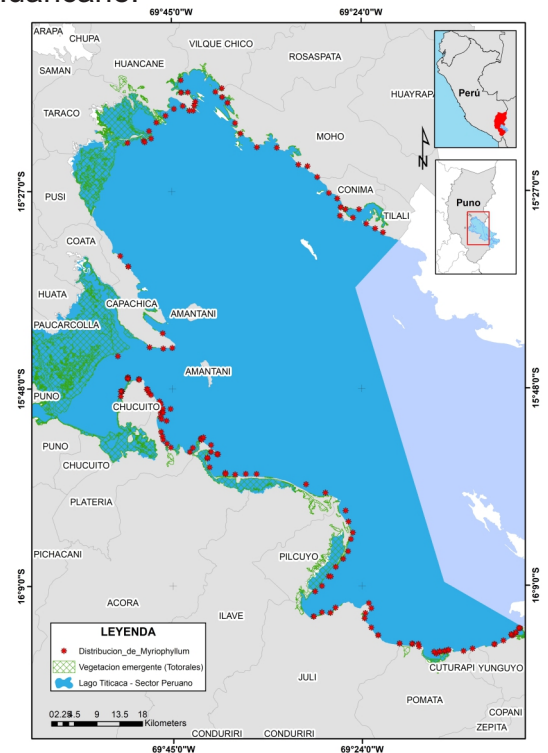 69°45'0"W 69°24'0"W
ARAPA
CHUPA
VILQUE CHICO
SAMAN
HUANCANE
ROSASPATA
HUAYRAPA
Perú
TARACO
MOHO
N
15°27'0"S 15°27'0"S
PUSI
CONIMA
TILALI
Puno
COATA
HUATA
CAPACHICA
AMANTANI
PAUCARCOLLA
AMANTANI
15°48'0"S 15°48'0"S
PUNO
CHUCUITO
PUNO
CHUCUITO
PLATERIA
PICHACANI
PILCUYO
16°9'0"S 16°9'0"S
ACORA
ILAVE
LEYENDA
Distribucion_de_Myriophyllum
Vegetacion emergente (Totorales)
Lago Titicaca - Sector Peruano
CUTURAPI YUNGUYO
JULI
POMATA
COPANI
ZEPITA
0 2.25 4.5 9 13.5 18
Kilometers
CONDURIRI CONDURIRI
69°45'0"W 69°24'0"W